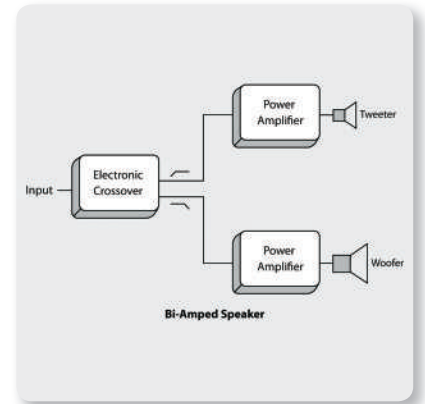 Power
Amplifier
Tweeter
Electronic
Crossover
Input
Power
Amplifier
Woofer
Bi-Amped Speaker